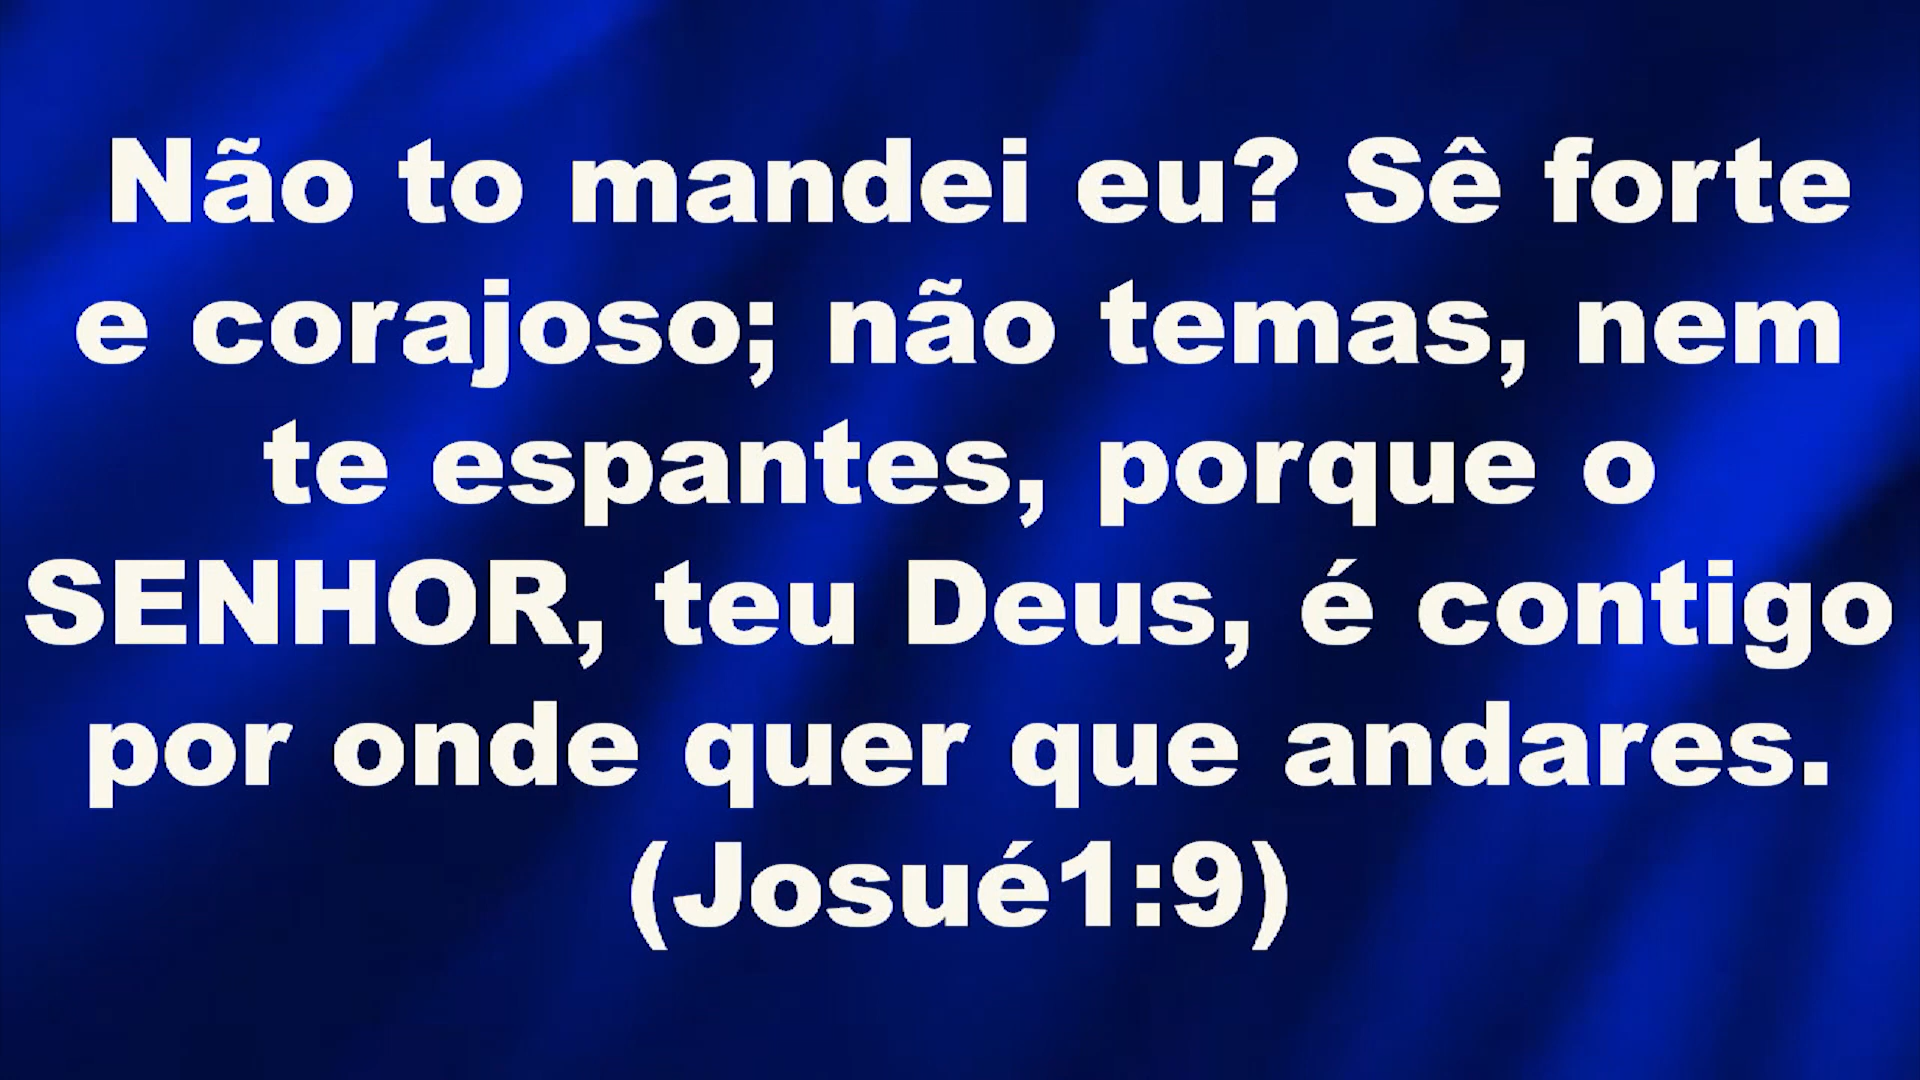 Não to mandei eu? Sê forte
e corajoso; não temas, nem
te espantes, porque o
SENHOR, teu Deus, é contigo
por onde quer que andares.
(Josué1:9)